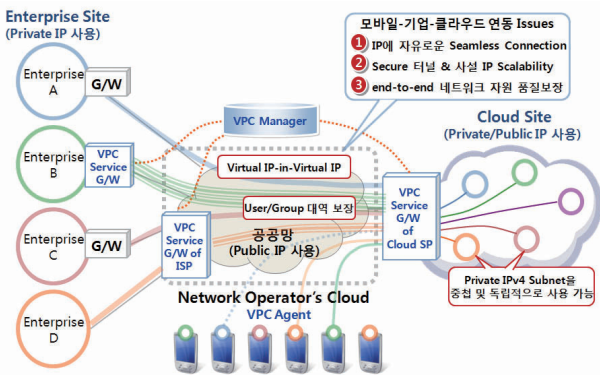 Enterprise Site
(Private IP 사용)
모바일-기업-클라우드 연동 Issues
1 IP에 자유로운 Seamless Connection
2 Secure 터널 & 사설 IP Scalability
3 end-to-end 네트워크 자원 품질보장
Enterprise
A
G/W
VPC Manager
Cloud Site
(Private/Public IP 사용)
Enterprise
B
VPC
Service
G/W
Virtual IP-in-Virtual IP
VPC
Service
G/W
of
Cloud SP
User/Group 대역 보장
Enterprise
C
G/W
VPC
Service
G/W of
ISP
공공망
(Public IP 사용)
Private IPv4 Subnet을
중첩 및 독립적으로 사용 가능
Enterprise
D
Network Operator's Cloud
VPC Agent